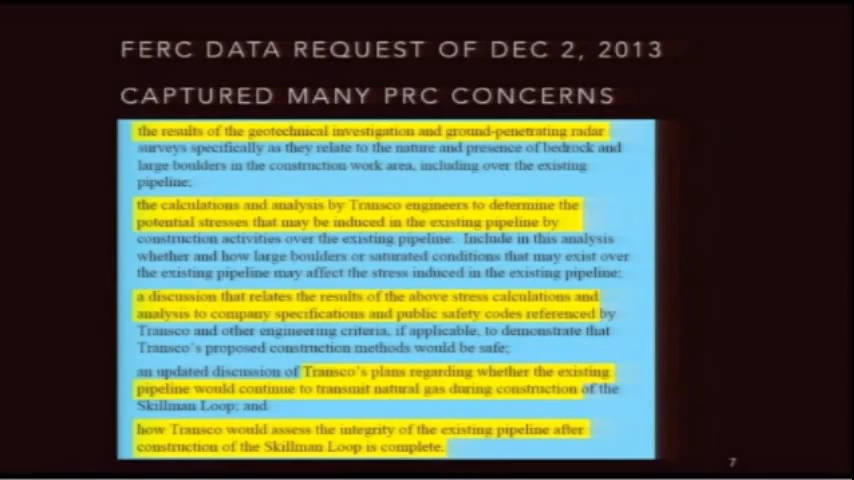 FERC DATA REQUEST OF DEC 2, 2013
CAPTURED MANY PRC CONCERNS
the results of the geotechnical investigation and ground-penetrating radar
surveys specifically as they relate to the nature and presence of bedrock and
large boulders in the construction work area, including over the existing
pipeline;
the calculations and analysis by Transco engineers to determine the
potential stresses that may be induced in the existing pipeline by
construction activities over the existing pipeline. Include in this analysis
whether and how large boulders or saturated conditions that may exist over
the existing pipeline may affect the stress induced in the existing pipeline;
a discussion that relates the results of the above stress calculations and
analysis to company specifications and public safety codes referenced by
Transco and other engineering criteria, if applicable, to demonstrate that
Transco's proposed construction methods would be safe;
an updated discussion of Transco's plans regarding whether the existing
pipeline would continue to transmit natural gas during construction of the
Skillman Loop; and
how Transco would assess the integrity of the existing pipeline after
construction of the Skillman Loop is complete.
7